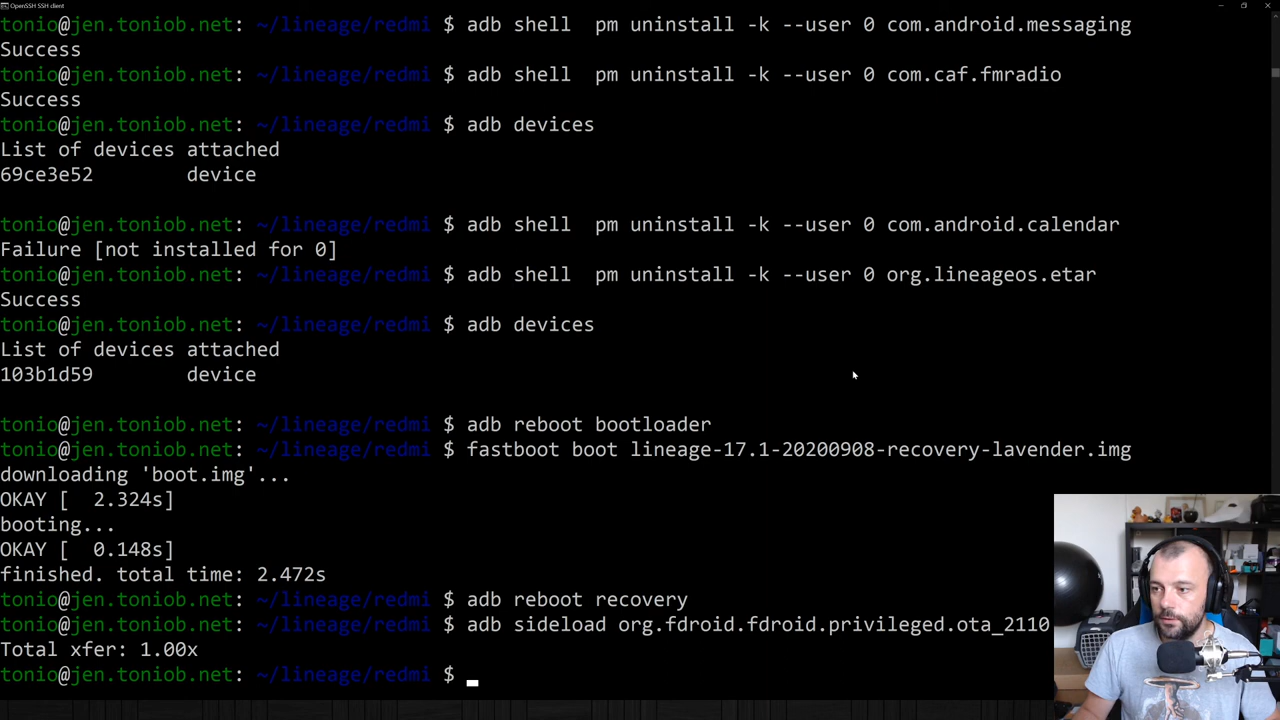 OpenSSH SSH client
tonio@jen.toniob.net: ~/lineage/redmi $ adb shell  pm uninstall -k --user 0 com.android.messaging
Success
tonio@jen.toniob.net: ~/lineage/redmi $ adb shell  pm uninstall -k --user 0 com.caf.fmradio
Success
tonio@jen.toniob.net: ~/lineage/redmi $ adb devices
List of devices attached
69ce3e52        device
tonio@jen.toniob.net: ~/lineage/redmi $ adb shell  pm uninstall -k --user 0 com.android.calendar
Failure [not installed for 0]
tonio@jen.toniob.net: ~/lineage/redmi $ adb shell  pm uninstall -k --user 0 org.lineageos.etar
Success
tonio@jen.toniob.net: ~/lineage/redmi $ adb devices
List of devices attached
103b1d59        device
tonio@jen.toniob.net: ~/lineage/redmi $ adb reboot bootloader
tonio@jen.toniob.net: ~/lineage/redmi $ fastboot boot lineage-17.1-20200908-recovery-lavender.img
downloading 'boot.img'...
OKAY [  2.324s]
booting...
OKAY [  0.148s]
finished. total time: 2.472s
tonio@jen.toniob.net: ~/lineage/redmi $ adb reboot recovery
tonio@jen.toniob.net: ~/lineage/redmi $ adb sideload org.fdroid.fdroid.privileged.ota_2110
Total xfer: 1.00x
tonio@jen.toniob.net: ~/lineage/redmi $